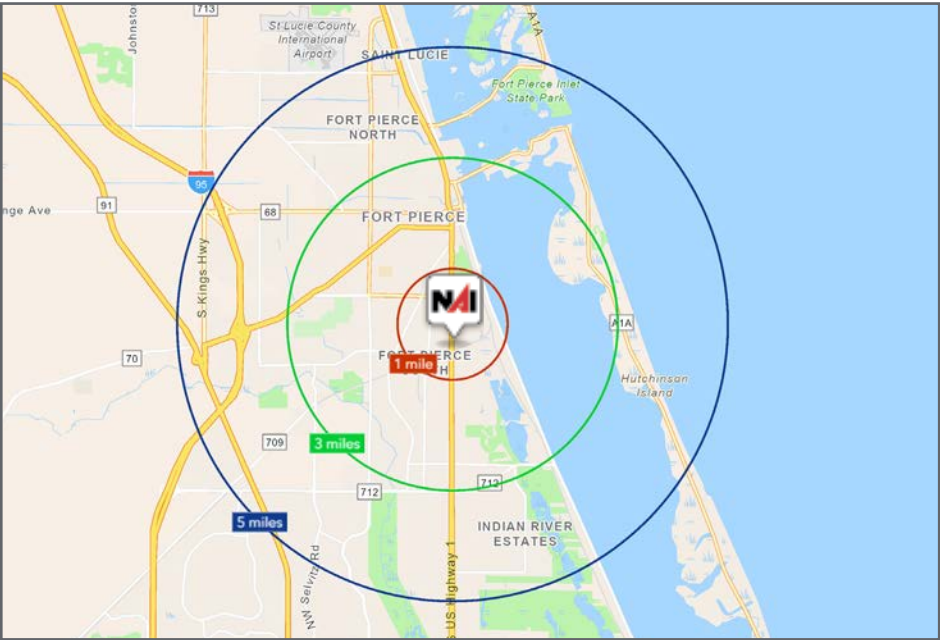 713
Johnsto
St Lucie County
International
Airport
SAINT LUCIE
A1A
Fort Pierce Inlet
State Park
FORT PIERCE
NORTH
95
91
nge Ave
68
FORT PIERCE
S Kings Hwy
NAI
A1A
70
FORT PIERCE
1 mile
Hutchinson
Island
709
3 miles
712
712
5 miles
INDIAN RIVER
ESTATES
NW Selvitz Rd
S US Highway 1